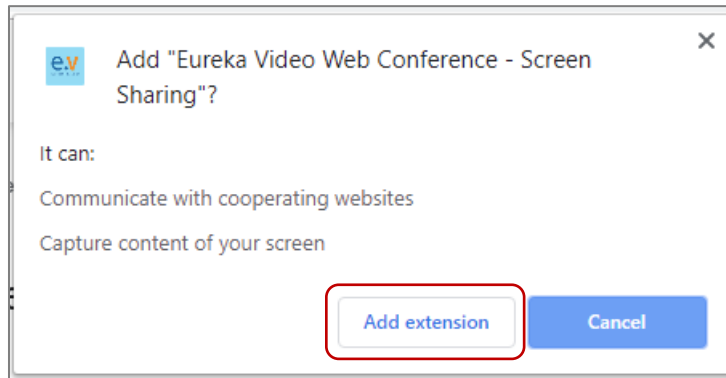 e.v
Add "Eureka Video Web Conference - Screen
Sharing"?
It can:
Communicate with cooperating websites
Capture content of your screen
Add extension
Cancel